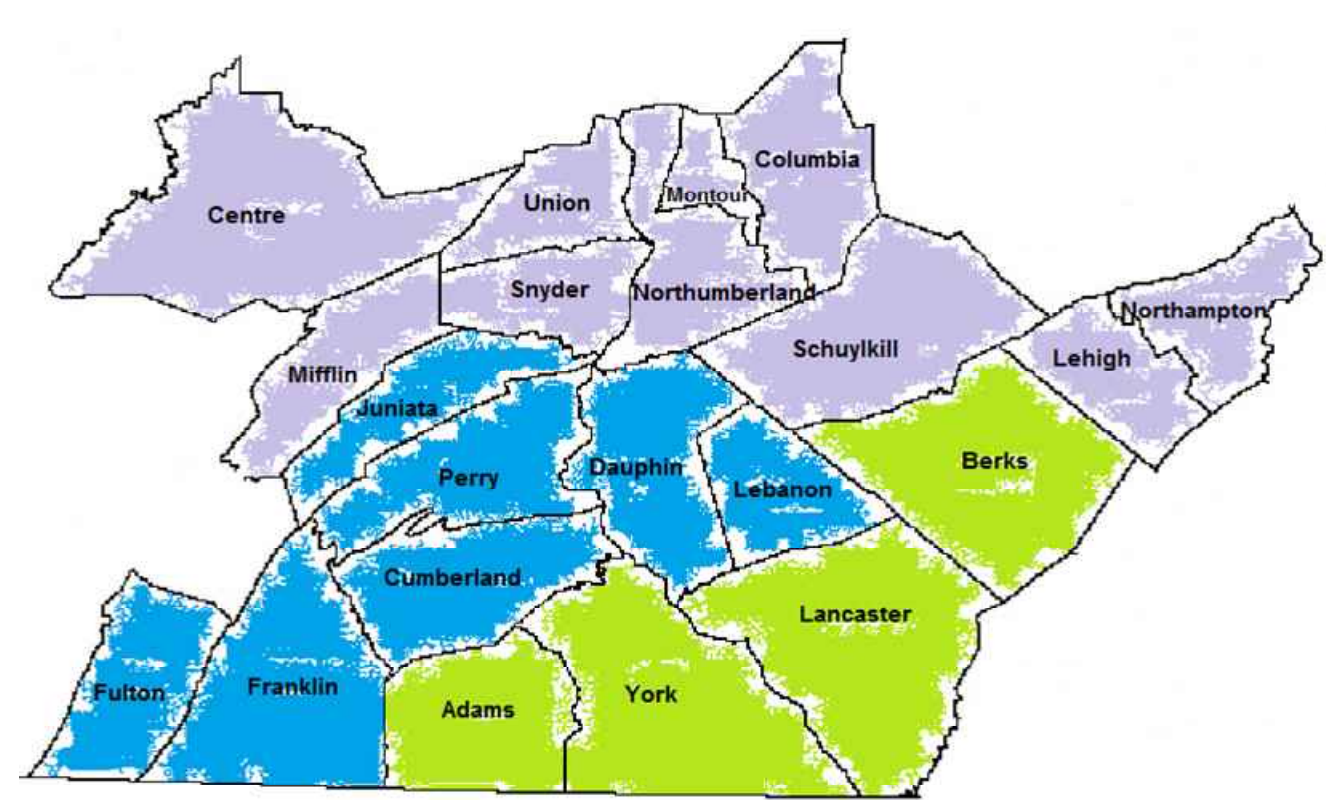 Columbia
Montour
Union
Centre
Snyder
Northumberland
Northampton
Schuylkill
Lehigh
Mifflin
Juniata
Berks
Dauphin
Perry
Lebanon
Cumberland
Lancaster
Fulton
Franklin
York
Adams